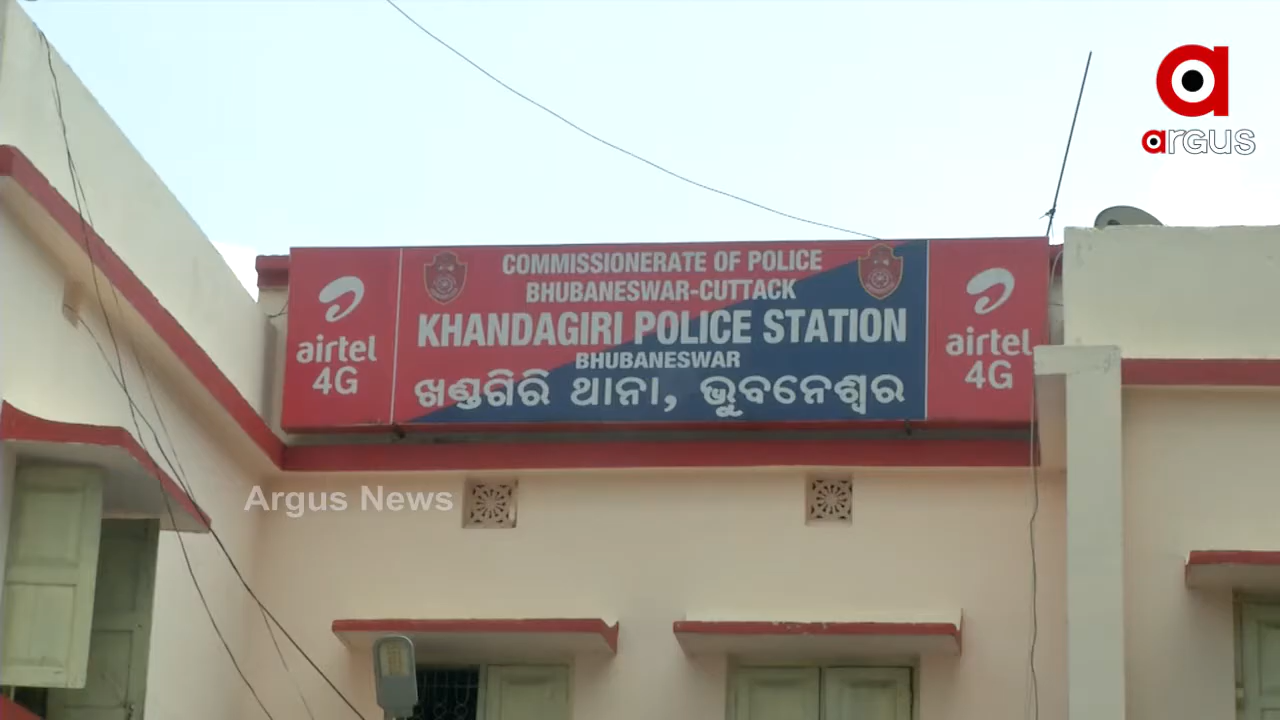 argus
COMMISSIONERATE OF POLICE
BHUBANESWAR-CUTTACK
KHANDAGIRI POLICE STATION
BHUBANESWAR
ଖଣ୍ଡଗିରି ଥାନା, ଭୁବନେଶ୍ୱର
airtel
4G
airtel
4G
Argus News